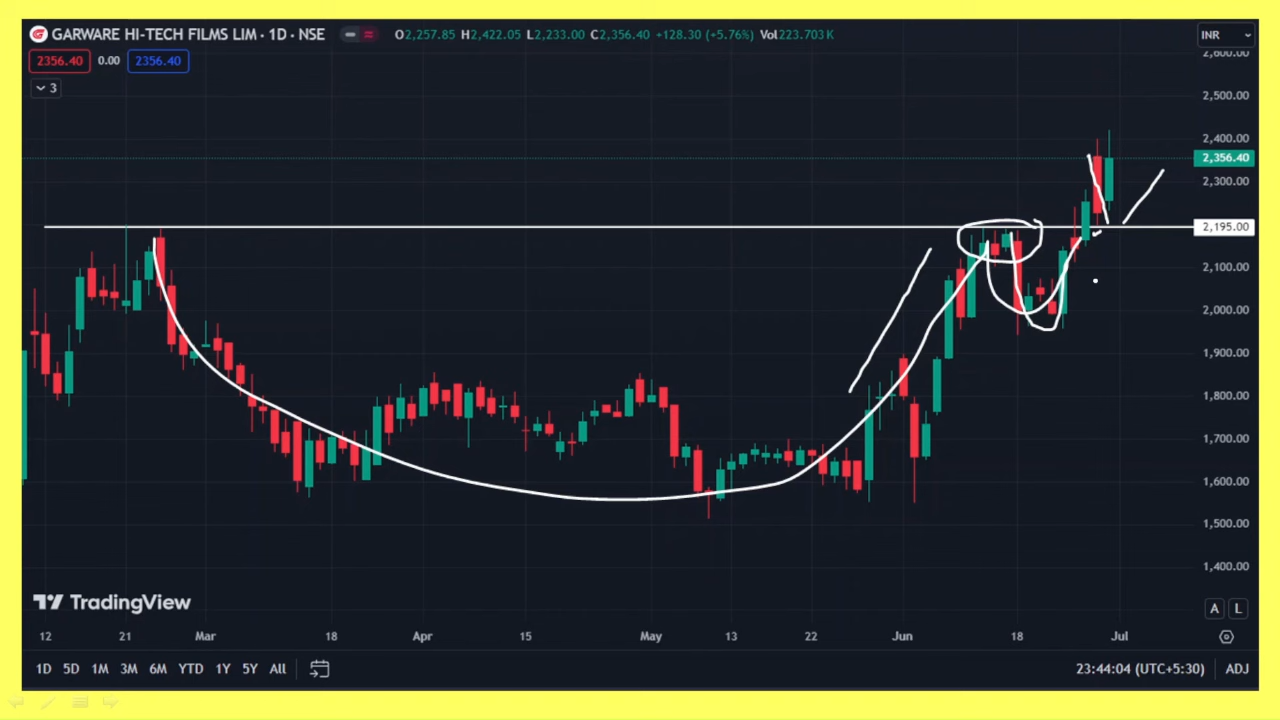 GARWARE HI-TECH FILMS LIM · 1D · NSE O2,257.85 H2,422.05 L2,233.00 C2,356.40 +128.30 (+5.76%) Vol223.703K INR
2356.40 0.00 2356.40
3
2,600.00
2,500.00
2,400.00
2,356.40
2,300.00
2,195.00
2,100.00
2,000.00
1,900.00
1,800.00
1,700.00
1,600.00
1,500.00
1,400.00
TradingView
A L
12 21 Mar 18 Apr 15 May 13 22 Jun 18 Jul
1D 5D 1M 3M 6M YTD 1Y 5Y All 23:44:04 (UTC+5:30) ADJ